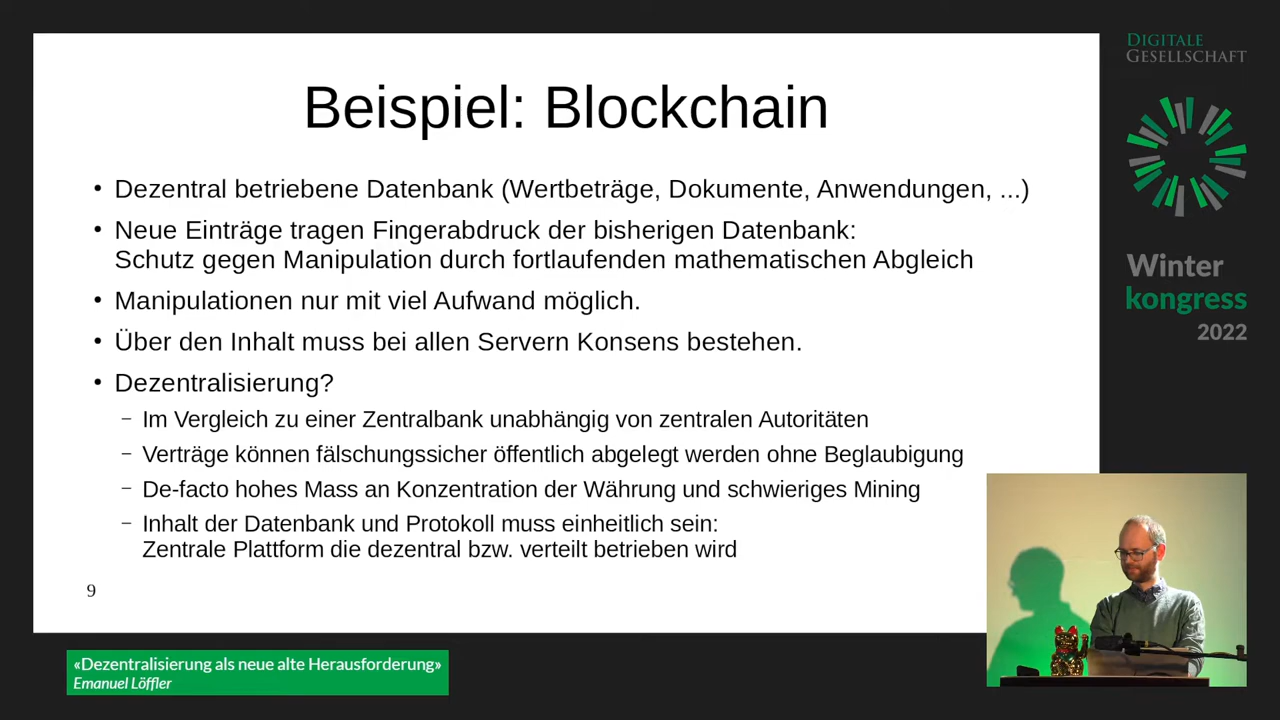 Beispiel: Blockchain
• Dezentral betriebene Datenbank (Wertbeträge, Dokumente, Anwendungen, ...)
• Neue Einträge tragen Fingerabdruck der bisherigen Datenbank:
Schutz gegen Manipulation durch fortlaufenden mathematischen Abgleich
• Manipulationen nur mit viel Aufwand möglich.
• Über den Inhalt muss bei allen Servern Konsens bestehen.
• Dezentralisierung?
– Im Vergleich zu einer Zentralbank unabhängig von zentralen Autoritäten
– Verträge können fälschungssicher öffentlich abgelegt werden ohne Beglaubigung
– De-facto hohes Mass an Konzentration der Währung und schwieriges Mining
– Inhalt der Datenbank und Protokoll muss einheitlich sein:
Zentrale Plattform die dezentral bzw. verteilt betrieben wird
9
DIGITALE
GESELLSCHAFT
Winter
kongress
2022
«Dezentralisierung als neue alte Herausforderung»
Emanuel Löffler